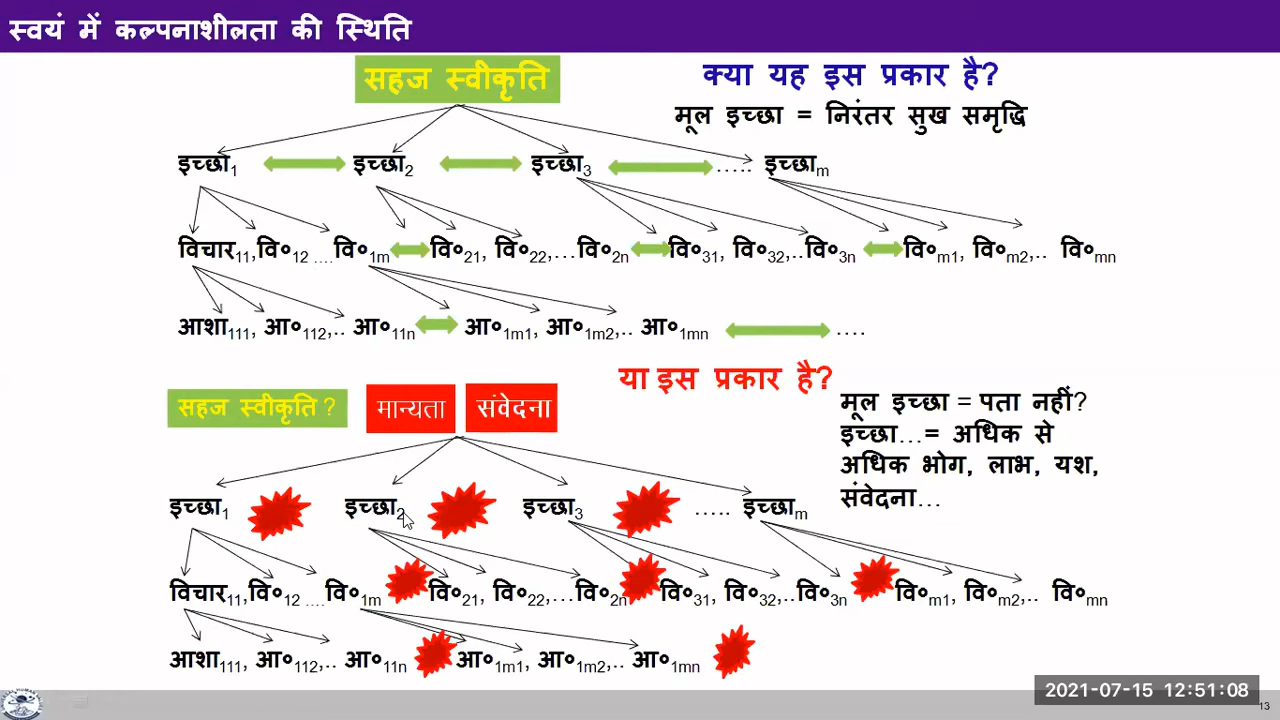 स्वयं में कल्पनाशीलता की स्थिति
सहज स्वीकृति
क्या यह इस प्रकार है?
मूल इच्छा = निरंतर सुख समृद्धि
इच्छा1 इच्छा2 इच्छा3 ..... इच्छाm
विचार11,वि०12 .... वि०1m वि०21, वि०22,...वि०2n वि०31, वि०32,..वि०3n वि०m1, वि०m2,.. वि०mn
आशा111, आ०112,.. आ०11n आ०1m1, आ०1m2,.. आ०1mn ....
या इस प्रकार है?
सहज स्वीकृति ? मान्यता संवेदना
मूल इच्छा = पता नहीं?
इच्छा...= अधिक से
अधिक भोग, लाभ, यश,
संवेदना...
इच्छा1 इच्छा2 इच्छा3 ..... इच्छाm
विचार11,वि०12 .... वि०1m वि०21, वि०22,...वि०2n वि०31, वि०32,..वि०3n वि०m1, वि०m2,.. वि०mn
आशा111, आ०112,.. आ०11n आ०1m1, आ०1m2,.. आ०1mn
2021-07-15 12:51:08
13